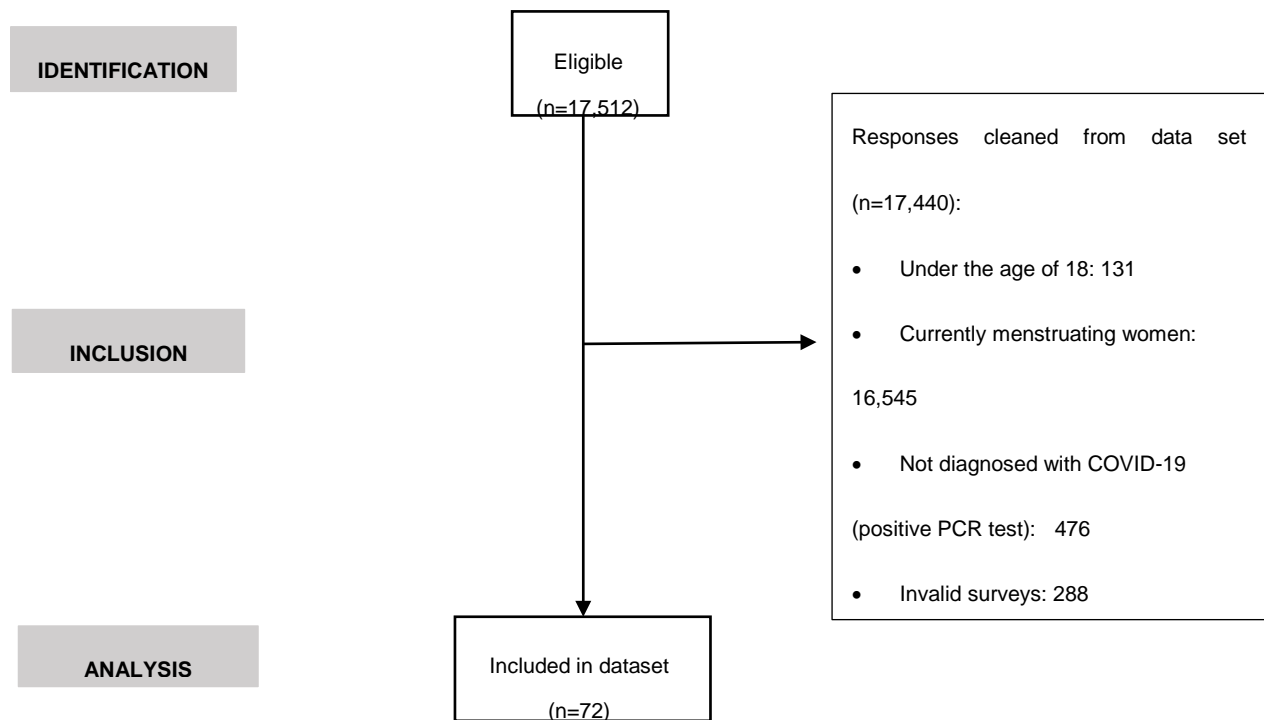 IDENTIFICATION
Eligible
(n=17,512)
Responses cleaned from data set
(n=17,440):
• Under the age of 18: 131
• Currently menstruating women:
16,545
• Not diagnosed with COVID-19
(positive PCR test): 476
• Invalid surveys: 288
INCLUSION
ANALYSIS
Included in dataset
(n=72)